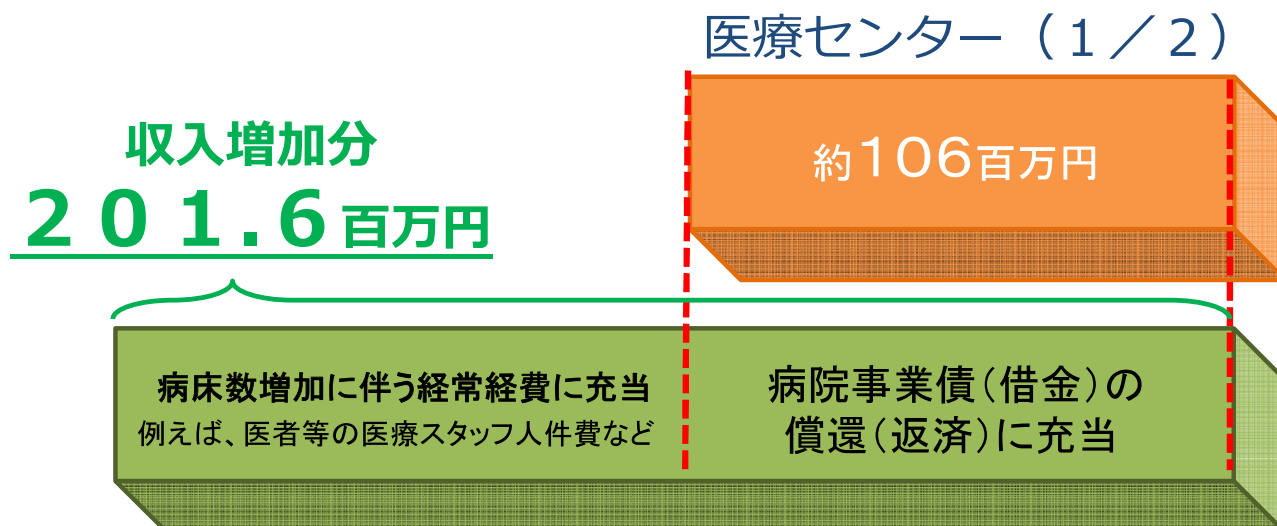 医療センター（１／２）
約１０６百万円
収入増加分
２０１.６百万円
病床数増加に伴う経常経費に充当
例えば、医者等の医療スタッフ人件費など
病院事業債（借金）の
償還（返済）に充当